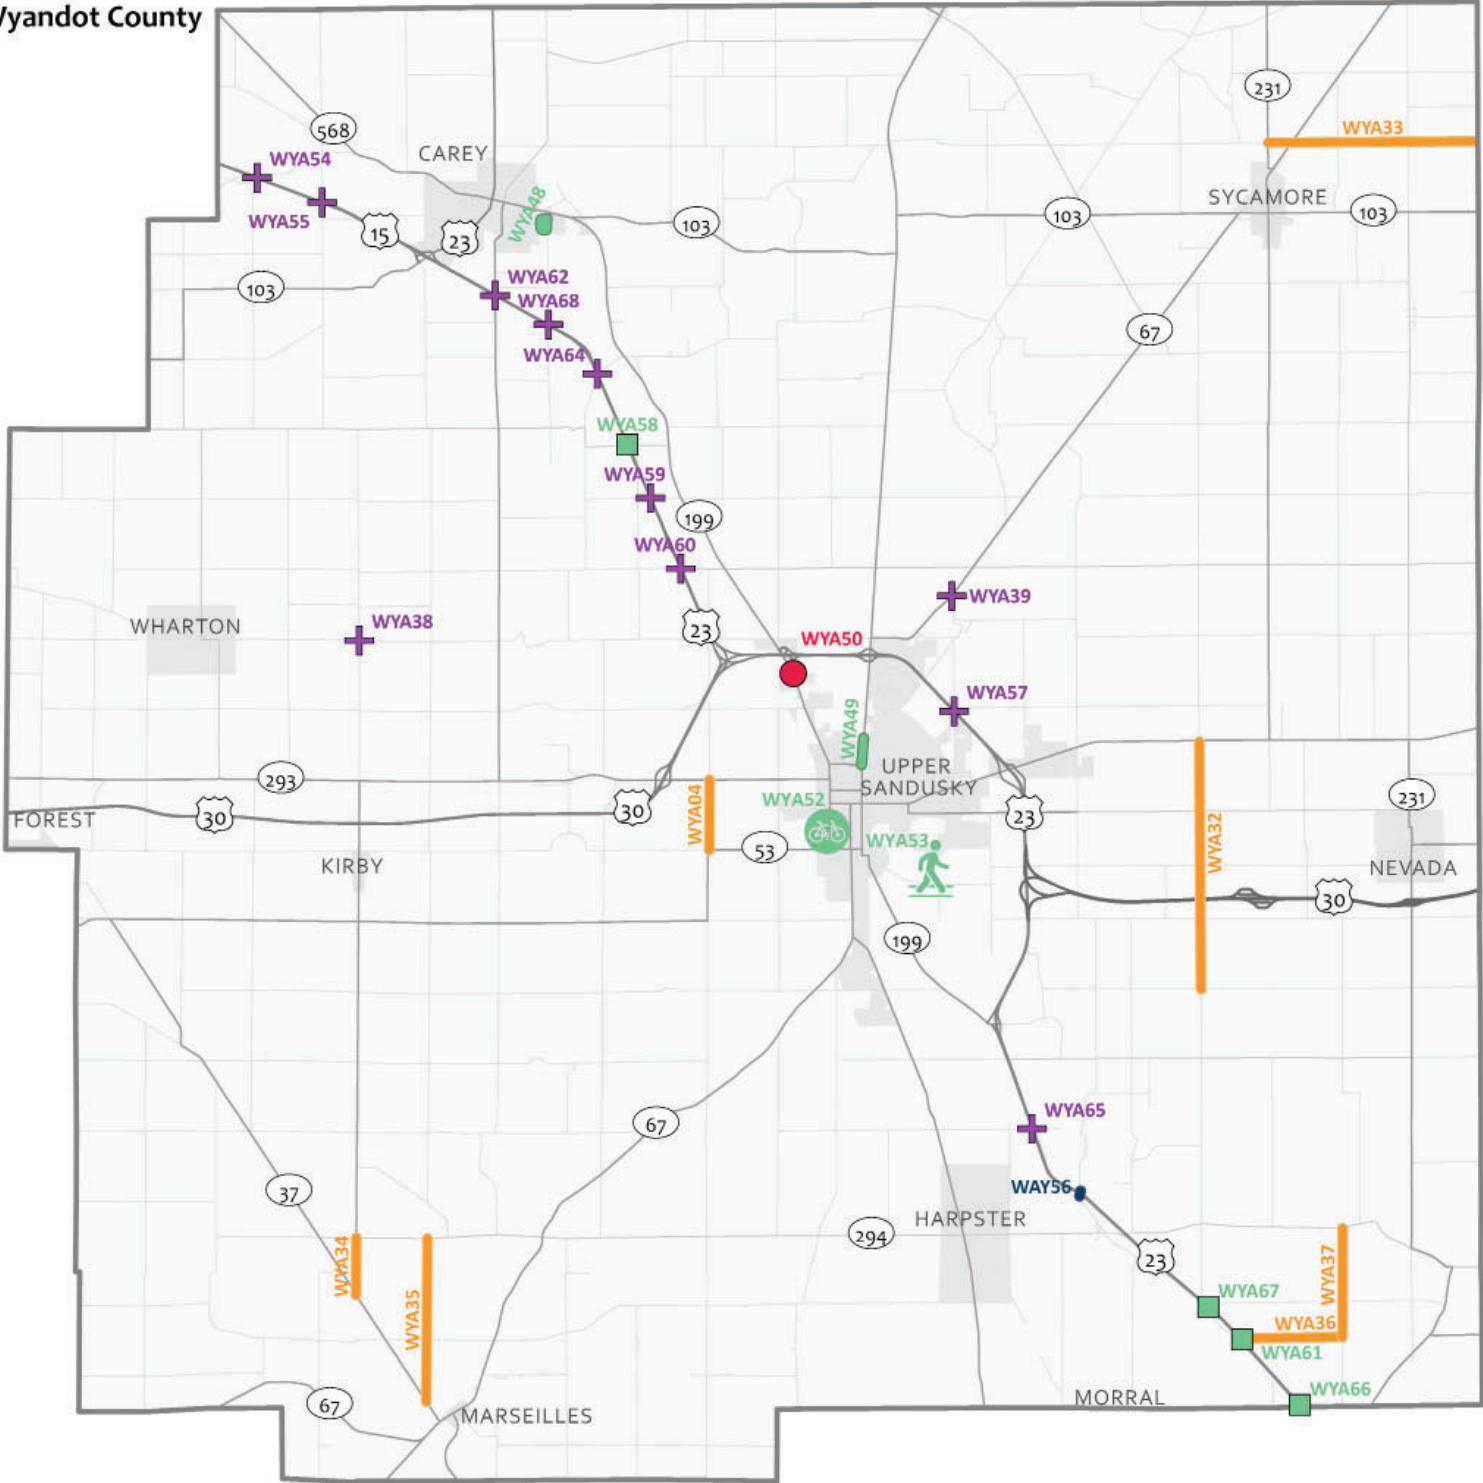 Wyandot County
231
WYA33
568
CAREY
WYA54
WYA48
SYCAMORE
WYA55
15
23
103
103
103
103
WYA62
WYA68
67
WYA64
WYA58
WYA59
199
WYA60
WYA39
WHARTON
WYA38
23
WYA50
WYA57
WYA49
UPPER
SANDUSKY
293
WYA52
231
FOREST
30
30
WYA04
23
53
WYA53
WYA32
KIRBY
NEVADA
30
199
WYA65
67
37
WAY56
HARPSTER
294
23
WYA34
WYA37
WYA67
WYA35
WYA36
WYA61
WYA66
MORRAL
67
MARSEILLES